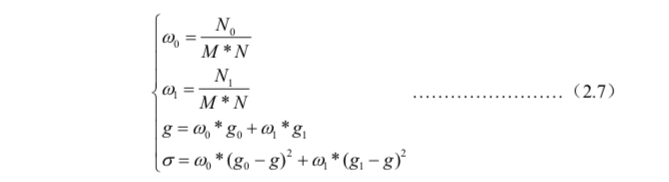 ω₀ = N₀ / M * N
ω₁ = N₁ / M * N
........................（2.7）
g = ω₀ * g₀ + ω₁ * g₁
σ = ω₀ * (g₀ − g)² + ω₁ * (g₁ − g)²